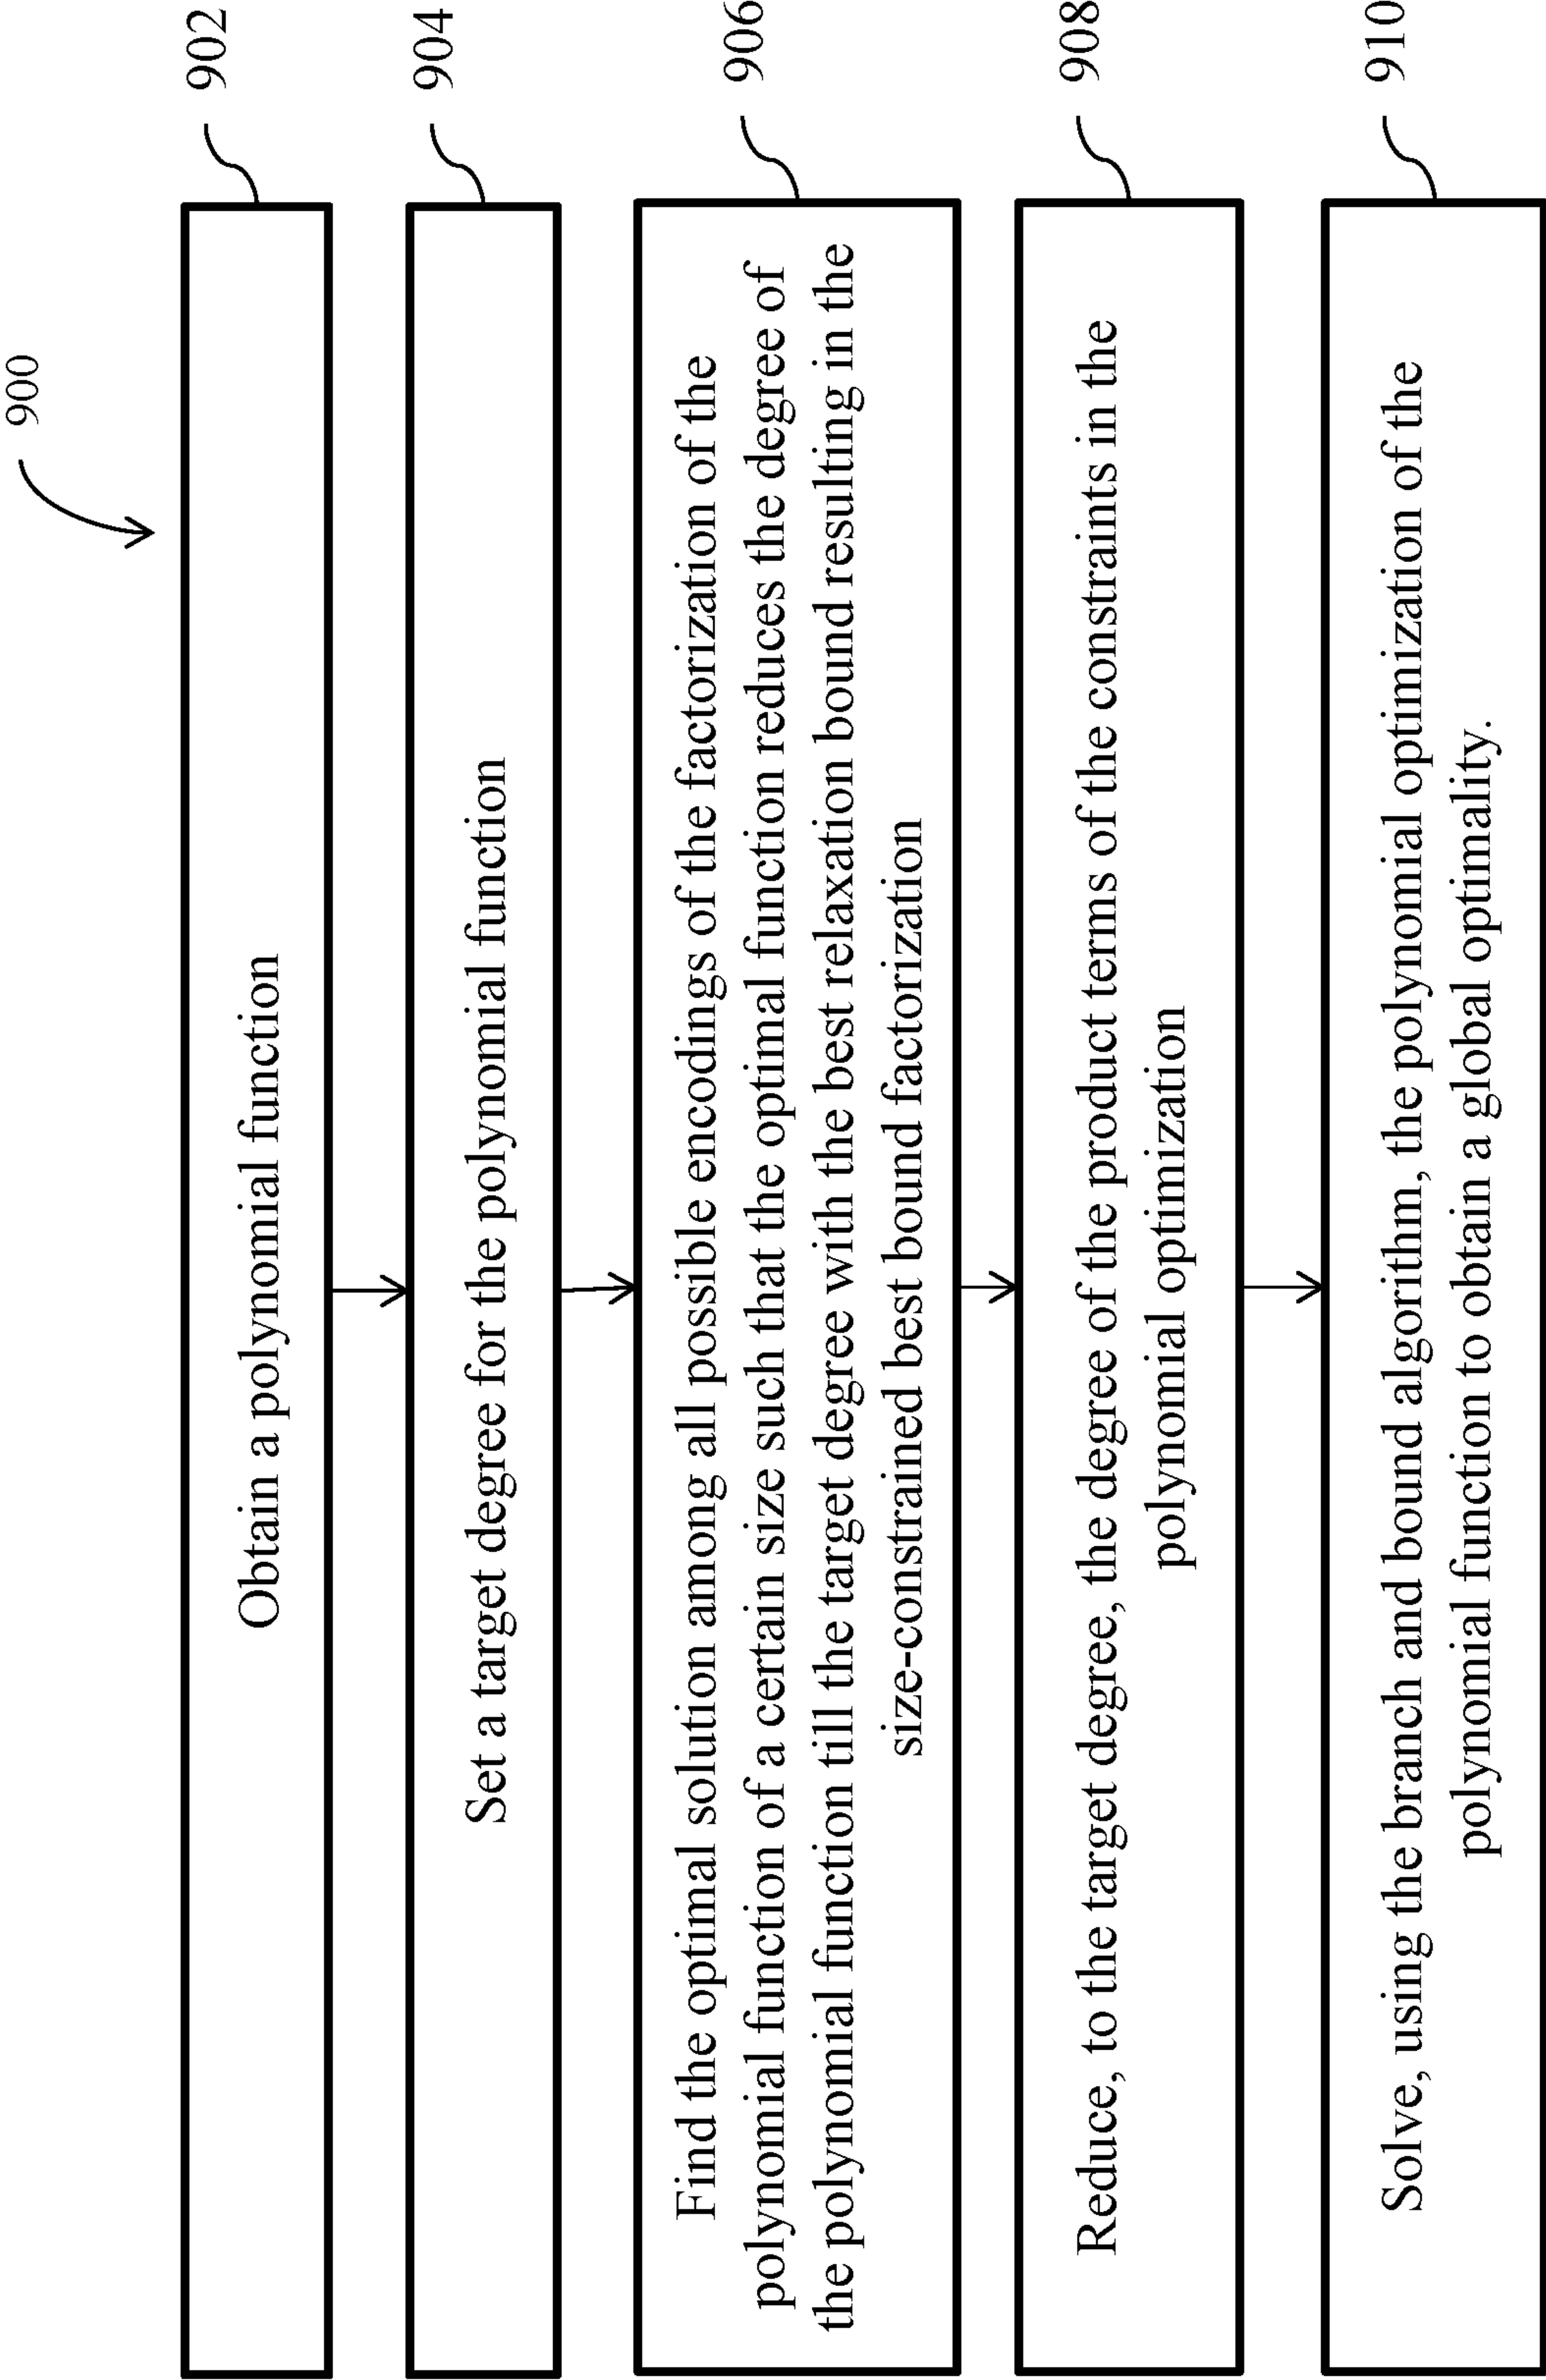 900
902
Obtain a polynomial function
904
Set a target degree for the polynomial function
906
Find the optimal solution among all possible encodings of the factorization of the
polynomial function of a certain size such that the optimal function reduces the degree of
the polynomial function till the target degree with the best relaxation bound resulting in the
size-constrained best bound factorization
908
Reduce, to the target degree, the degree of the product terms of the constraints in the
polynomial optimization
910
Solve, using the branch and bound algorithm, the polynomial optimization of the
polynomial function to obtain a global optimality.